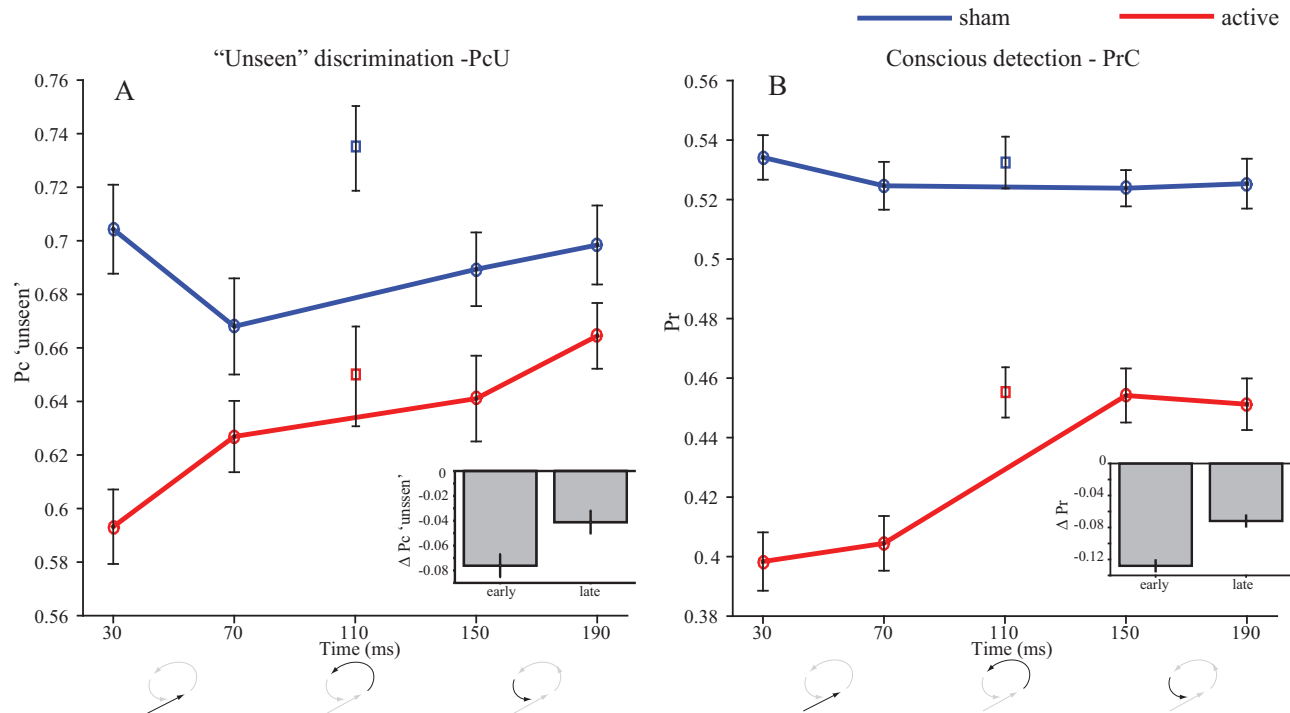 sham
active
“Unseen” discrimination -PcU
A
Pc ‘unseen’
0.76
0.74
0.72
0.7
0.68
0.66
0.64
0.62
0.6
0.58
0.56
30
70
110
150
190
Time (ms)
Δ Pc ‘unssen’
0
-0.02
-0.04
-0.06
-0.08
early
late
Conscious detection - PrC
B
Pr
0.56
0.54
0.52
0.5
0.48
0.46
0.44
0.42
0.4
0.38
30
70
110
150
190
Time (ms)
Δ Pr
0
-0.04
-0.08
-0.12
early
late